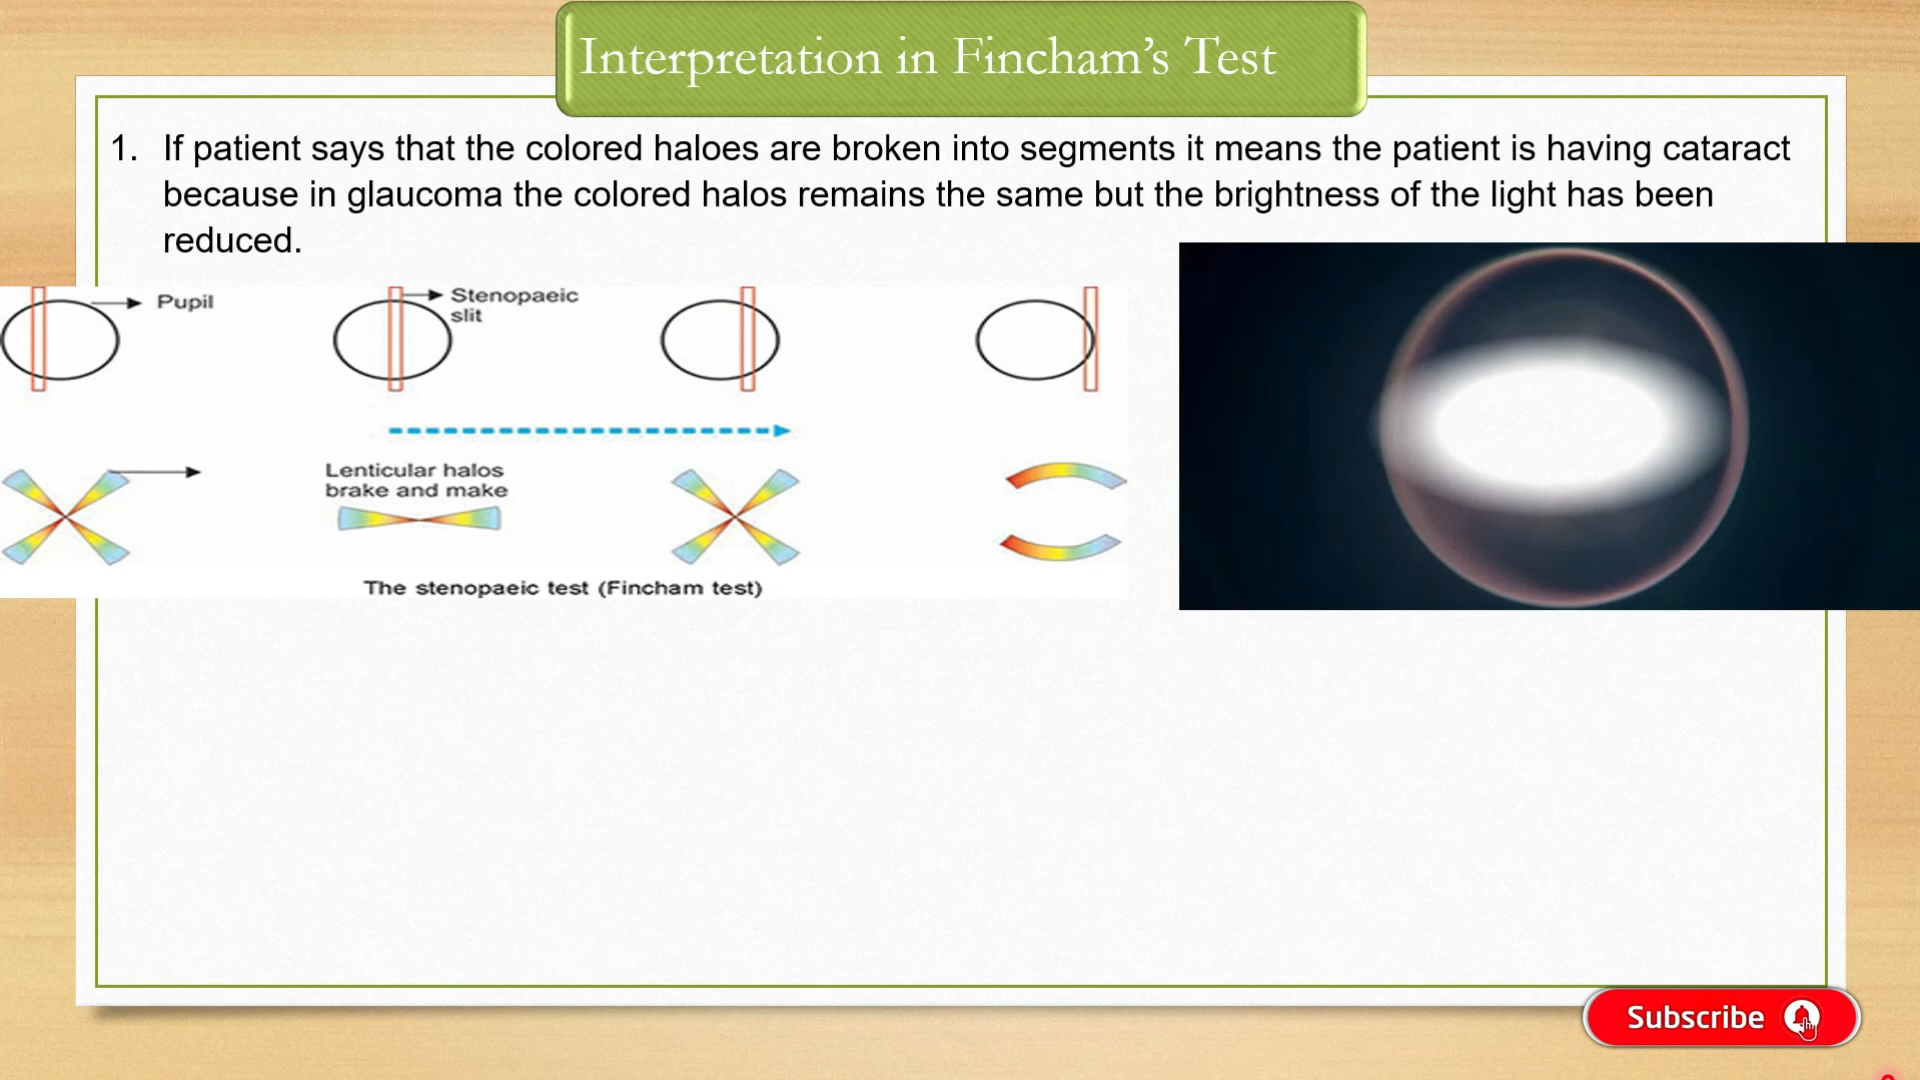 Interpretation in Fincham’s Test
1. If patient says that the colored haloes are broken into segments it means the patient is having cataract
because in glaucoma the colored halos remains the same but the brightness of the light has been
reduced.
Pupil
Stenopaeic
slit
Lenticular halos
brake and make
The stenopaeic test (Fincham test)
Subscribe